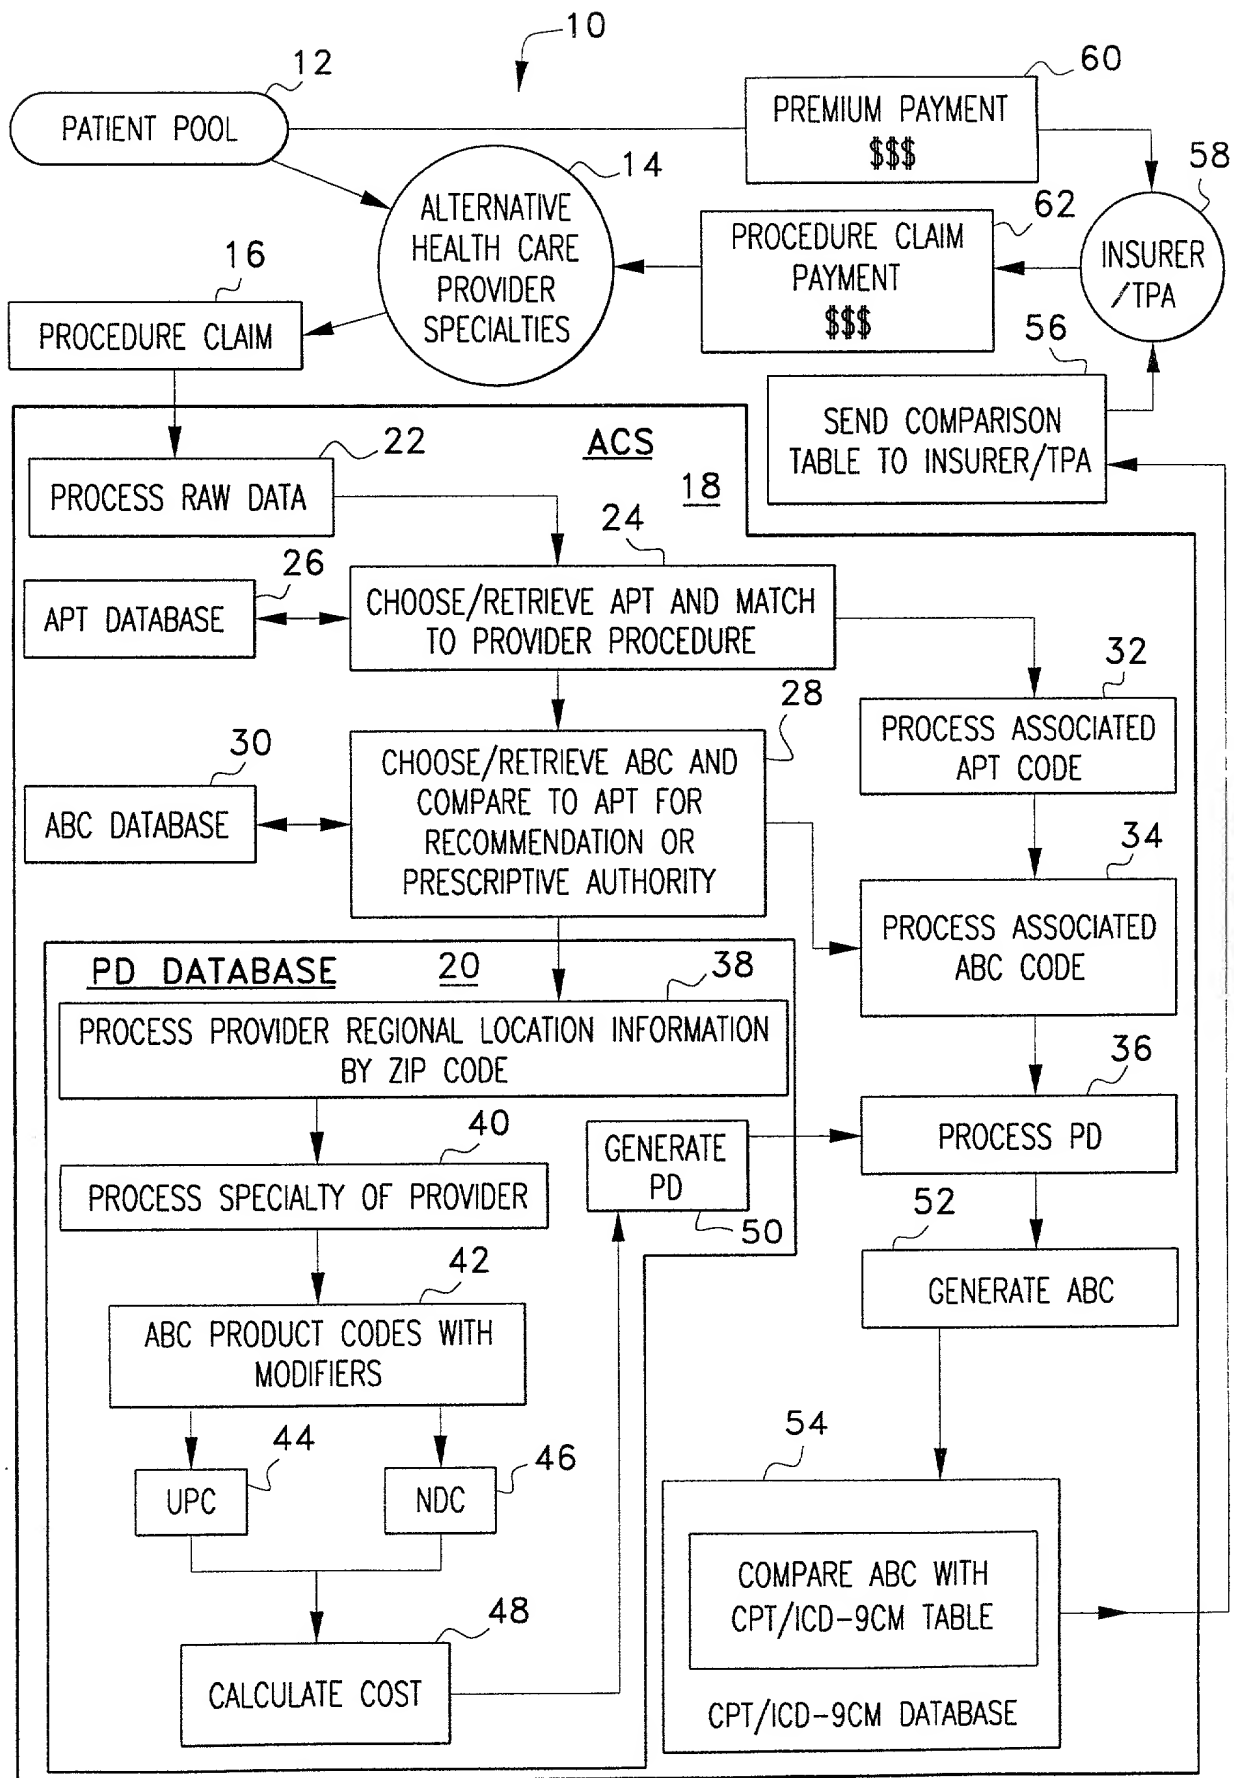 10
12
PATIENT POOL
60
PREMIUM PAYMENT
$$$
14
ALTERNATIVE
HEALTH CARE
PROVIDER
SPECIALTIES
58
INSURER
/TPA
62
PROCEDURE CLAIM
PAYMENT
$$$
16
PROCEDURE CLAIM
56
SEND COMPARISON
TABLE TO INSURER/TPA
ACS
18
22
PROCESS RAW DATA
24
CHOOSE/RETRIEVE APT AND MATCH
TO PROVIDER PROCEDURE
26
APT DATABASE
28
CHOOSE/RETRIEVE ABC AND
COMPARE TO APT FOR
RECOMMENDATION OR
PRESCRIPTIVE AUTHORITY
30
ABC DATABASE
32
PROCESS ASSOCIATED
APT CODE
34
PROCESS ASSOCIATED
ABC CODE
PD DATABASE
20
38
PROCESS PROVIDER REGIONAL LOCATION INFORMATION
BY ZIP CODE
36
PROCESS PD
40
PROCESS SPECIALTY OF PROVIDER
GENERATE
PD
50
52
GENERATE ABC
42
ABC PRODUCT CODES WITH
MODIFIERS
44
UPC
46
NDC
48
CALCULATE COST
54
COMPARE ABC WITH
CPT/ICD-9CM TABLE
CPT/ICD-9CM DATABASE